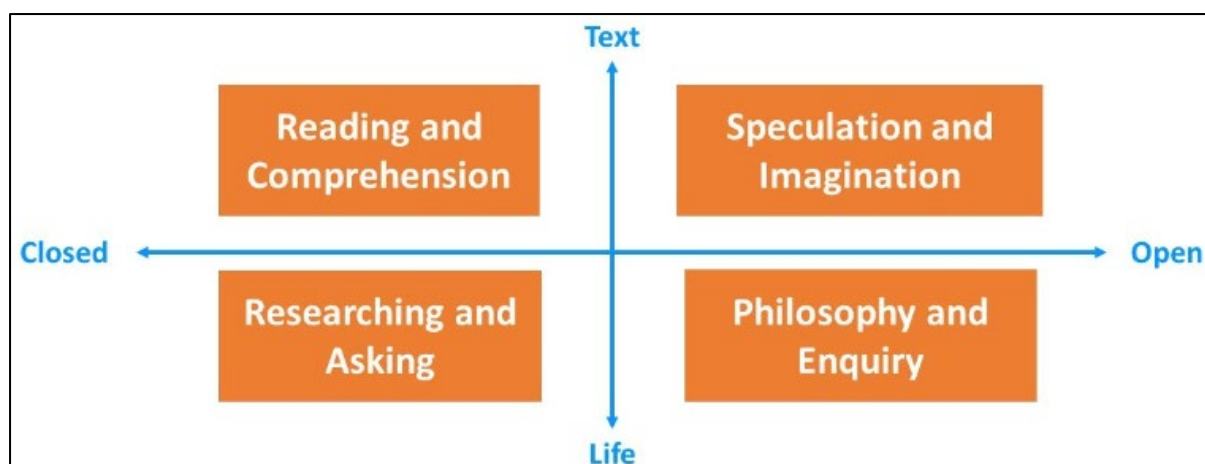 Text
Reading and
Comprehension
Speculation and
Imagination
Closed
Open
Researching and
Asking
Philosophy and
Enquiry
Life